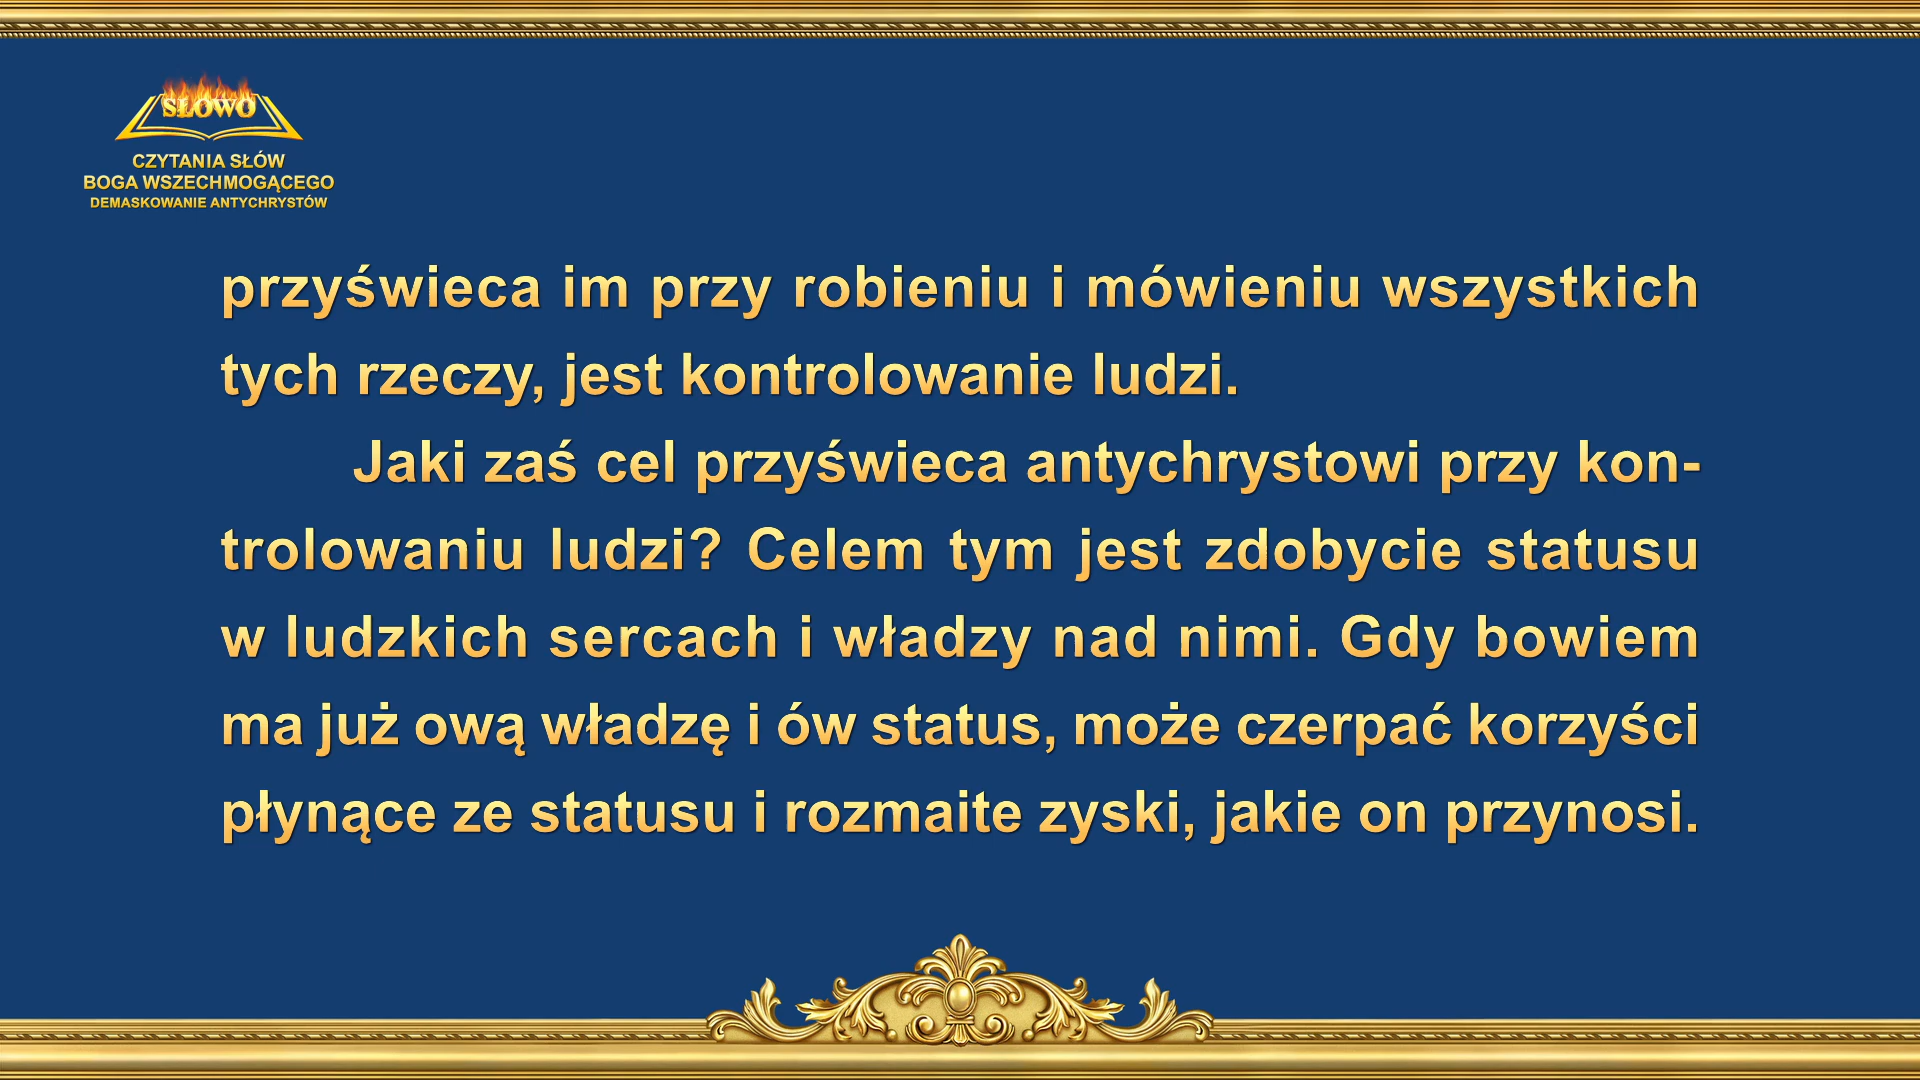 SŁOWO
CZYTANIA SŁÓW
BOGA WSZECHMOGĄCEGO
DEMASKOWANIE ANTYCHRYSTÓW
przyświeca im przy robieniu i mówieniu wszystkich
tych rzeczy, jest kontrolowanie ludzi.
Jaki zaś cel przyświeca antychrystowi przy kon-
trolowaniu ludzi? Celem tym jest zdobycie statusu
w ludzkich sercach i władzy nad nimi. Gdy bowiem
ma już ową władzę i ów status, może czerpać korzyści
płynące ze statusu i rozmaite zyski, jakie on przynosi.